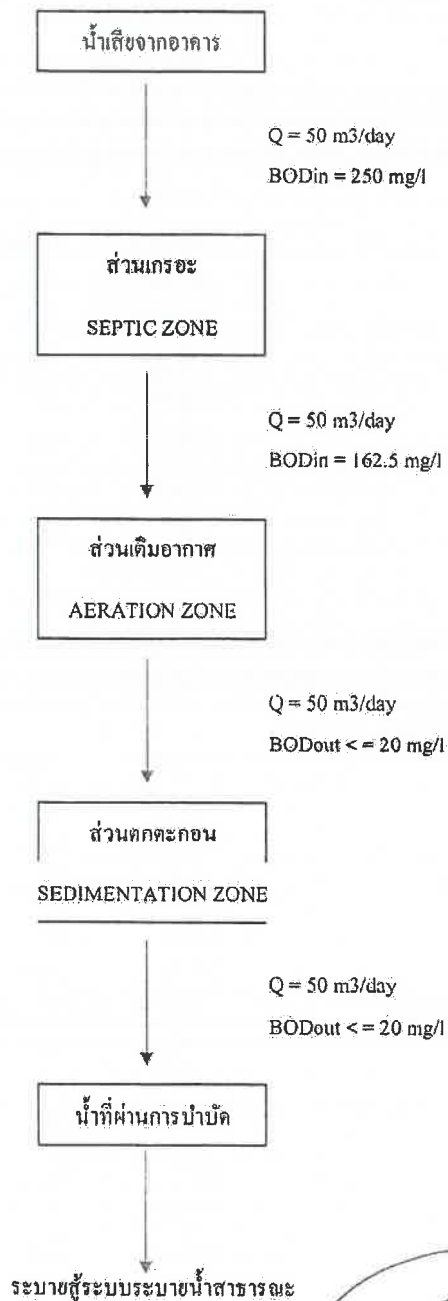 น้ำเสียจากอาคาร
Q = 50 m3/day
BODin = 250 mg/l
ส่วนเกรอะ
SEPTIC ZONE
Q = 50 m3/day
BODin = 162.5 mg/l
ส่วนเติมอากาศ
AERATION ZONE
Q = 50 m3/day
BODout < = 20 mg/l
ส่วนตกตะกอน
SEDIMENTATION ZONE
Q = 50 m3/day
BODout < = 20 mg/l
น้ำที่ผ่านการบำบัด
ระบายสู่ระบบระบายน้ำสาธารณะ